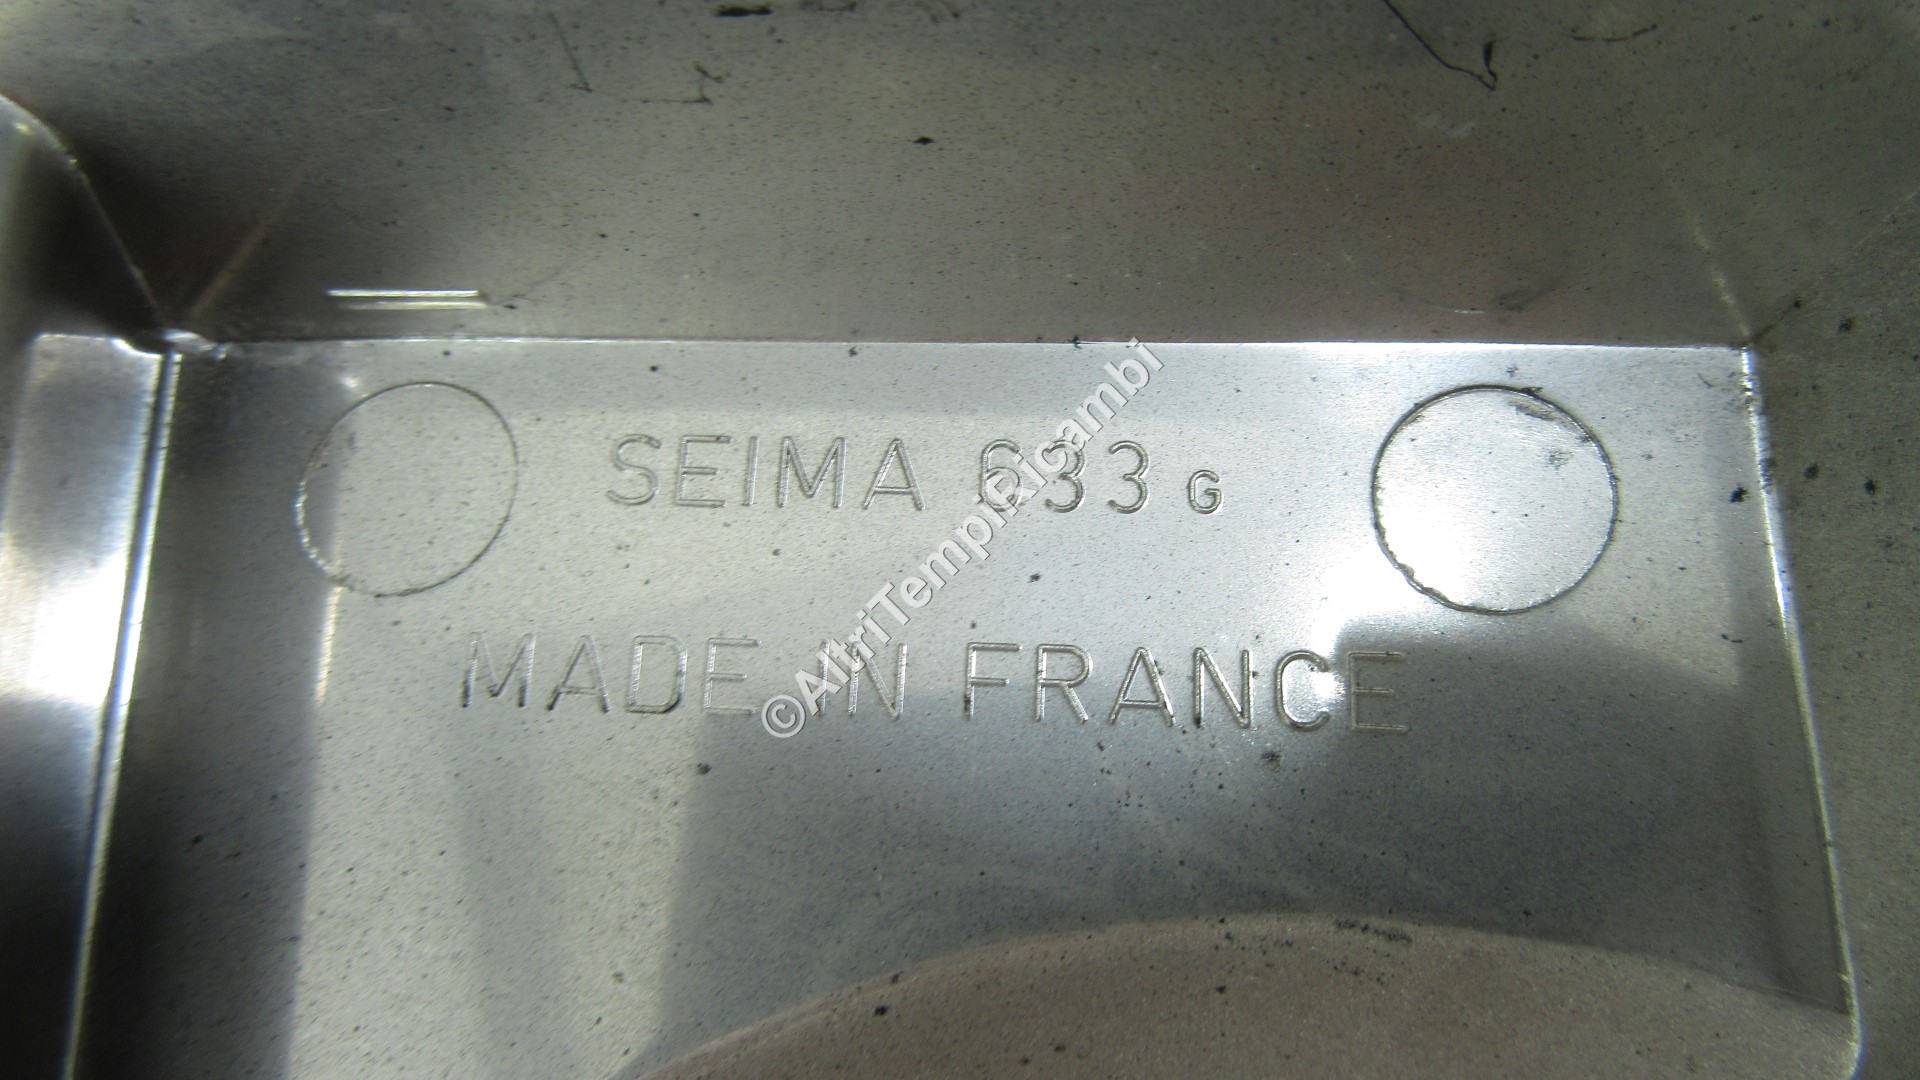 SEIMA 633 G
MADE IN FRANCE
©AltriTempiRicambi